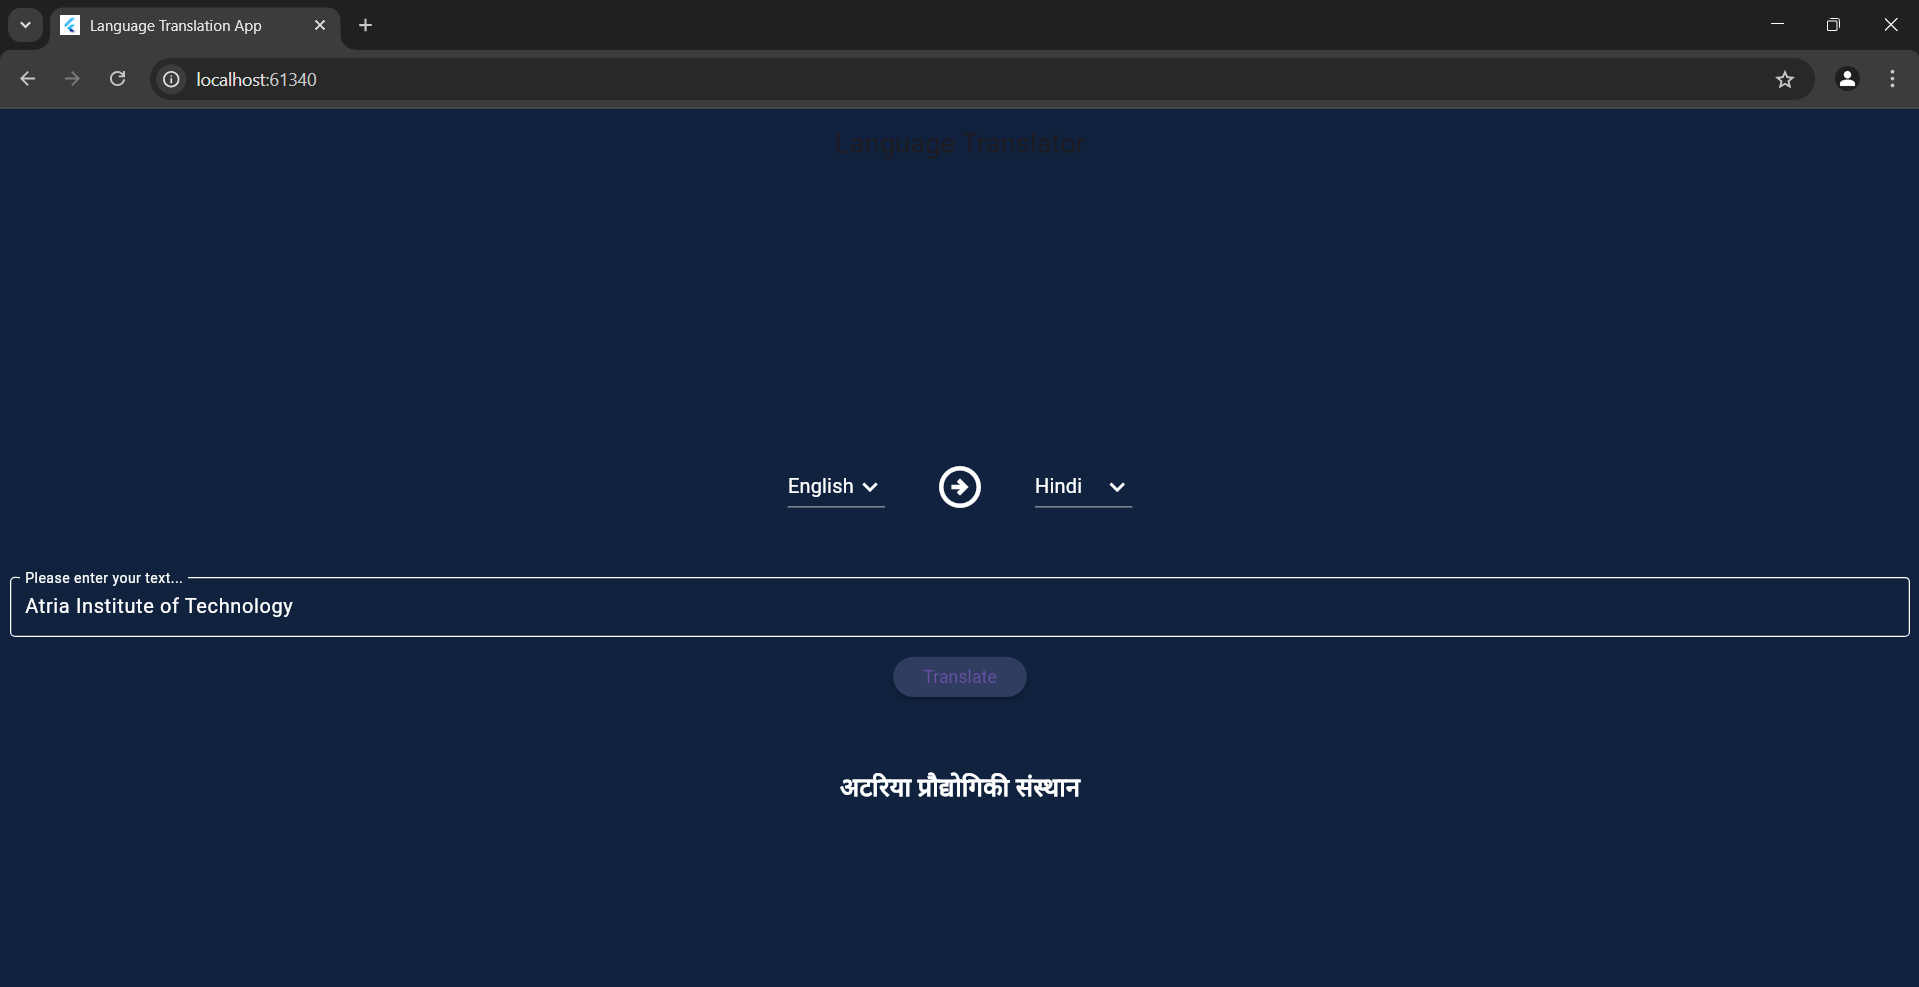 Language Translation App
localhost:61340
Language Translator
English
Hindi
Please enter your text...
Atria Institute of Technology
Translate
अटरिया प्रौद्योगिकी संस्थान